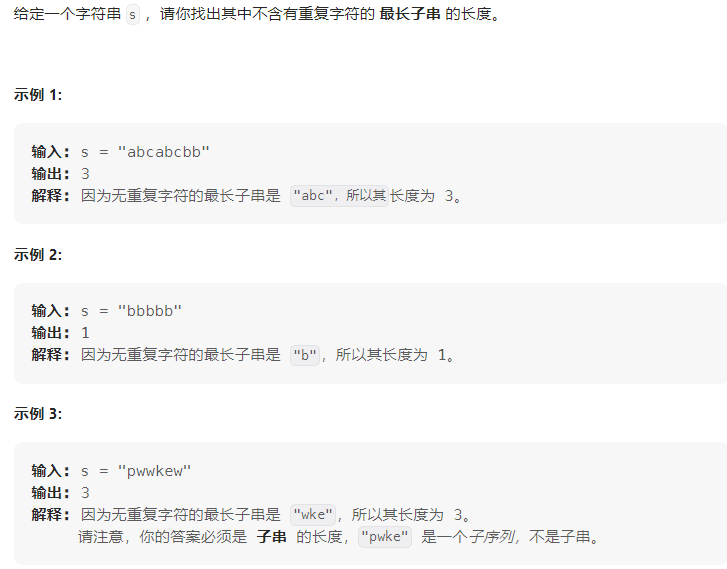 给定一个字符串 s ，请你找出其中不含有重复字符的 最长子串 的长度。
示例 1:
输入: s = "abcabcbb"
输出: 3
解释: 因为无重复字符的最长子串是 "abc"，所以其长度为 3。
示例 2:
输入: s = "bbbbb"
输出: 1
解释: 因为无重复字符的最长子串是 "b"，所以其长度为 1。
示例 3:
输入: s = "pwwkew"
输出: 3
解释: 因为无重复字符的最长子串是 "wke"，所以其长度为 3。
请注意，你的答案必须是 子串 的长度，"pwke" 是一个子序列，不是子串。